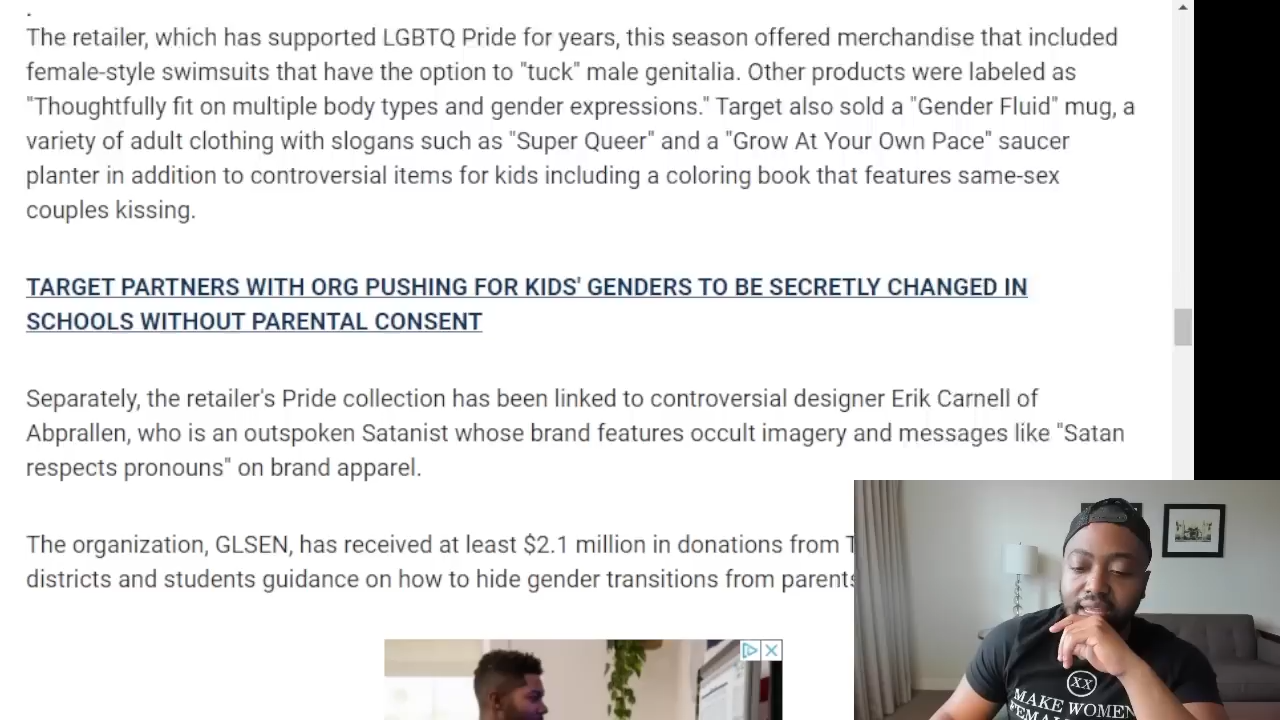 The retailer, which has supported LGBTQ Pride for years, this season offered merchandise that included
female-style swimsuits that have the option to "tuck" male genitalia. Other products were labeled as
"Thoughtfully fit on multiple body types and gender expressions." Target also sold a "Gender Fluid" mug, a
variety of adult clothing with slogans such as "Super Queer" and a "Grow At Your Own Pace" saucer
planter in addition to controversial items for kids including a coloring book that features same-sex
couples kissing.
TARGET PARTNERS WITH ORG PUSHING FOR KIDS' GENDERS TO BE SECRETLY CHANGED IN
SCHOOLS WITHOUT PARENTAL CONSENT
Separately, the retailer's Pride collection has been linked to controversial designer Erik Carnell of
Abprallen, who is an outspoken Satanist whose brand features occult imagery and messages like "Satan
respects pronouns" on brand apparel.
The organization, GLSEN, has received at least $2.1 million in donations from T
districts and students guidance on how to hide gender transitions from parents
XX
MAKE WOMEN